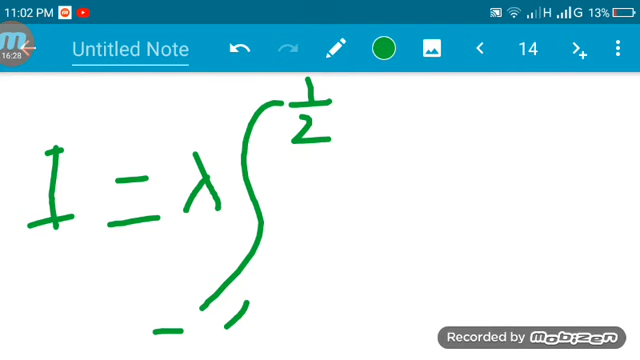 11:02 PM H G 13%
16:28 Untitled Note 14
I = λ ∫ 1/2
-
Recorded by mobizen